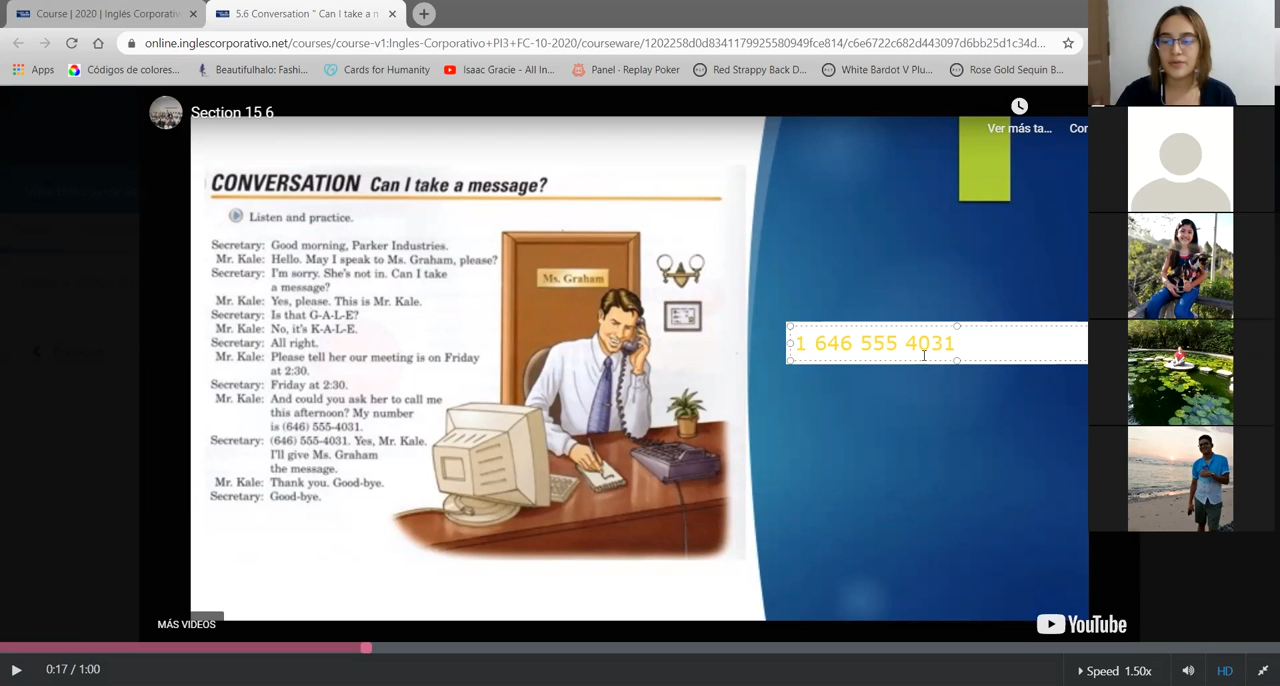 Course | 2020 | Inglés Corporativ
5.6 Conversation " Can I take a n
online.inglescorporativo.net/courses/course-v1:Ingles-Corporativo+PI3+FC-10-2020/courseware/1202258d0d8341179925580949fce814/c6e6722c682d443097d6bb25d1c34d...
Apps
Códigos de colores...
Beautifulhalo: Fashi...
Cards for Humanity
Isaac Gracie - All In...
Panel · Replay Poker
Red Strappy Back D...
White Bardot V Plu...
Rose Gold Sequin B...
Section 15.6
Ver más ta...
Con
CONVERSATION Can I take a message?
Listen and practice.
Secretary: Good morning, Parker Industries.
Mr. Kale: Hello. May I speak to Ms. Graham, please?
Secretary: I'm sorry. She's not in. Can I take
a message?
Mr. Kale: Yes, please. This is Mr. Kale.
Secretary: Is that G-A-L-E?
Mr. Kale: No, it's K-A-L-E.
Secretary: All right.
Mr. Kale: Please tell her our meeting is on Friday
at 2:30.
Secretary: Friday at 2:30.
Mr. Kale: And could you ask her to call me
this afternoon? My number
is (646) 555-4031.
Secretary: (646) 555-4031. Yes, Mr. Kale.
I'll give Ms. Graham
the message.
Mr. Kale: Thank you. Good-bye.
Secretary: Good-bye.
Ms. Graham
1 646 555 4031
MÁS VIDEOS
YouTube
0:17 / 1:00
Speed 1.50x
HD